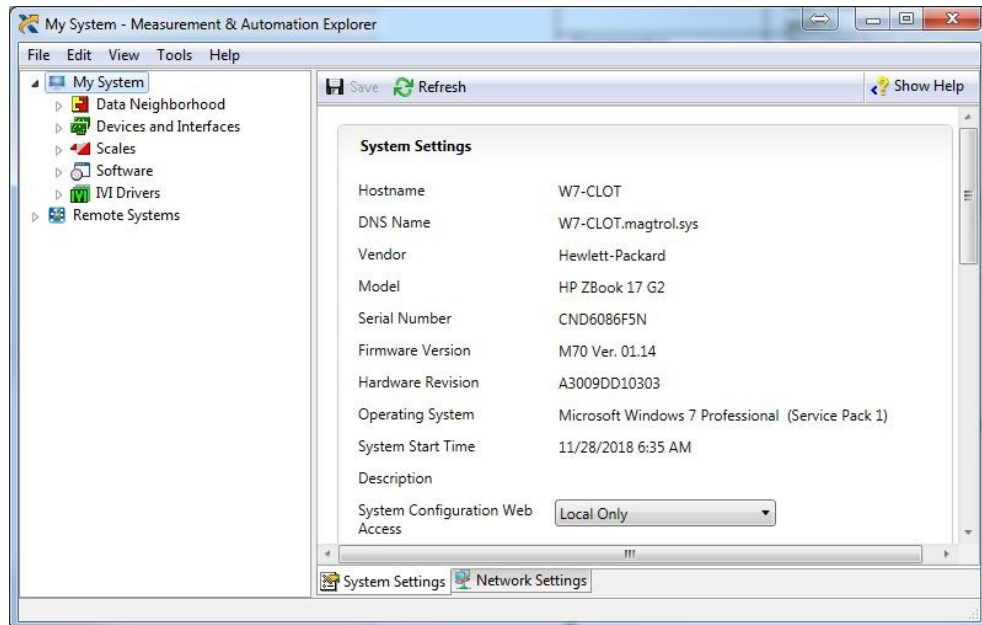 My System - Measurement & Automation Explorer
File Edit View Tools Help
My System
Data Neighborhood
Devices and Interfaces
Scales
Software
IVI Drivers
Remote Systems
Save Refresh Show Help
System Settings
Hostname W7-CLOT
DNS Name W7-CLOT.magtrol.sys
Vendor Hewlett-Packard
Model HP ZBook 17 G2
Serial Number CND6086F5N
Firmware Version M70 Ver. 01.14
Hardware Revision A3009DD10303
Operating System Microsoft Windows 7 Professional (Service Pack 1)
System Start Time 11/28/2018 6:35 AM
Description
System Configuration Web Local Only
Access
System Settings Network Settings